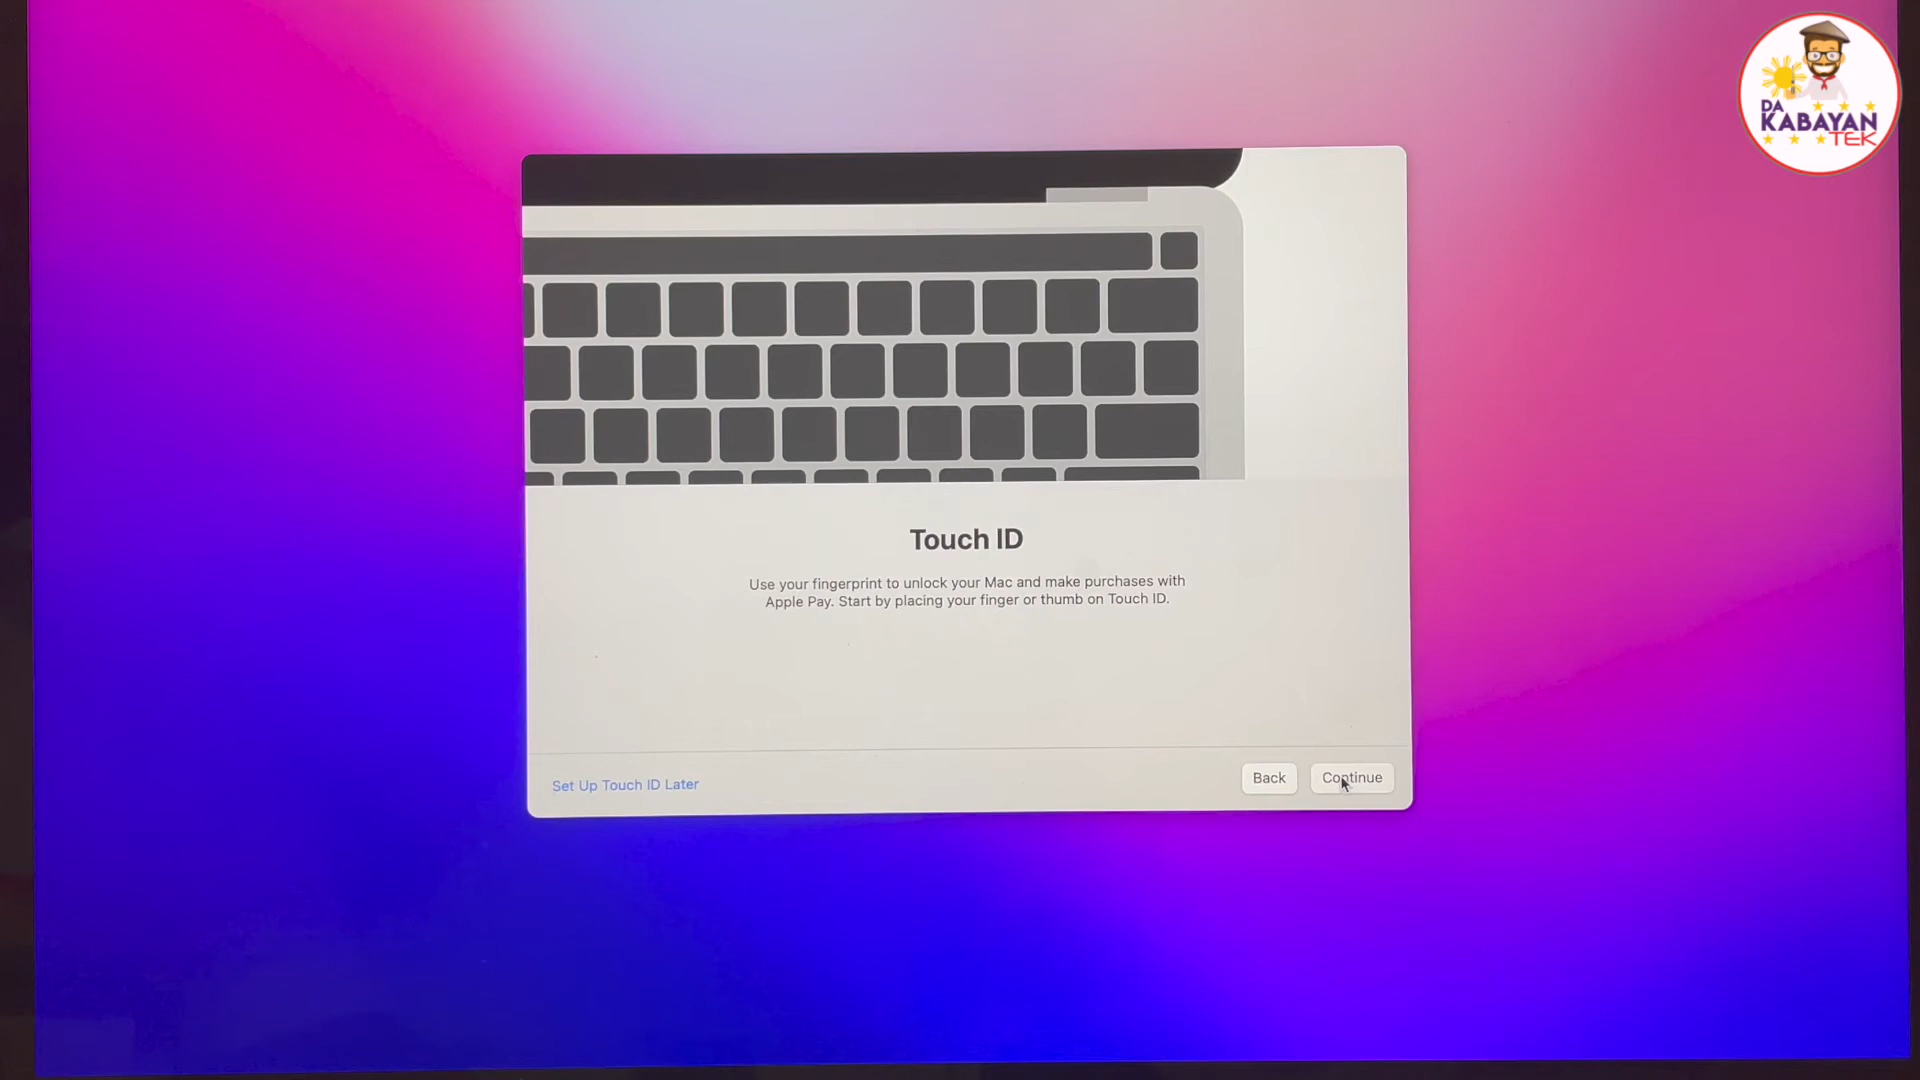 DA
KABAYAN
TEK
Touch ID
Use your fingerprint to unlock your Mac and make purchases with
Apple Pay. Start by placing your finger or thumb on Touch ID.
Set Up Touch ID Later
Back
Continue